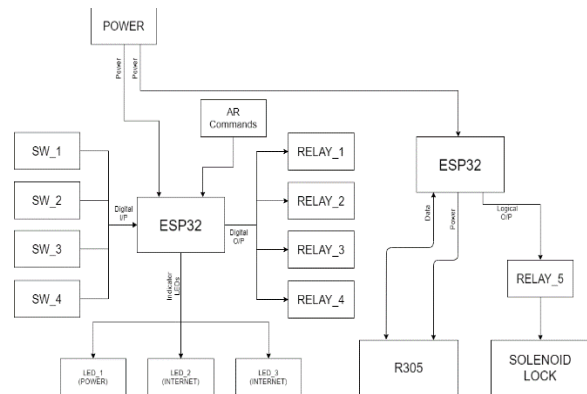 POWER
Power
Power
AR
Commands
SW_1
SW_2
SW_3
SW_4
Digital
I/P
ESP32
Digital
O/P
RELAY_1
RELAY_2
RELAY_3
RELAY_4
Indicator
LEDs
LED_1
(POWER)
LED_2
(INTERNET)
LED_3
(INTERNET)
ESP32
Data
Power
Logical
O/P
RELAY_5
R305
SOLENOID
LOCK